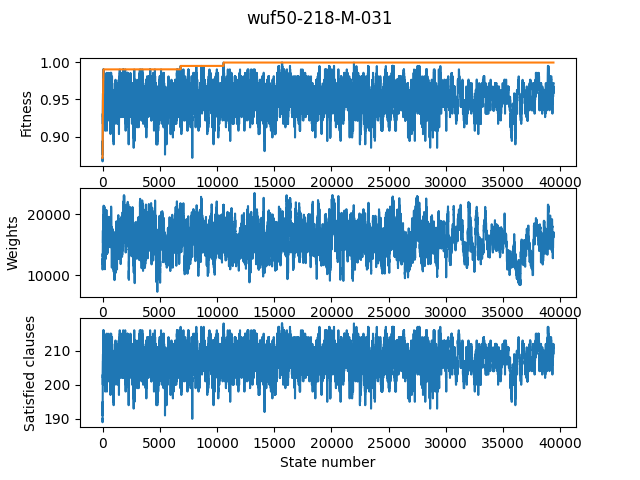 wuf50-218-M-031
1.00
0.95
0.90
Fitness
0 5000 10000 15000 20000 25000 30000 35000 40000
20000
10000
Weights
0 5000 10000 15000 20000 25000 30000 35000 40000
210
200
190
Satisfied clauses
0 5000 10000 15000 20000 25000 30000 35000 40000
State number